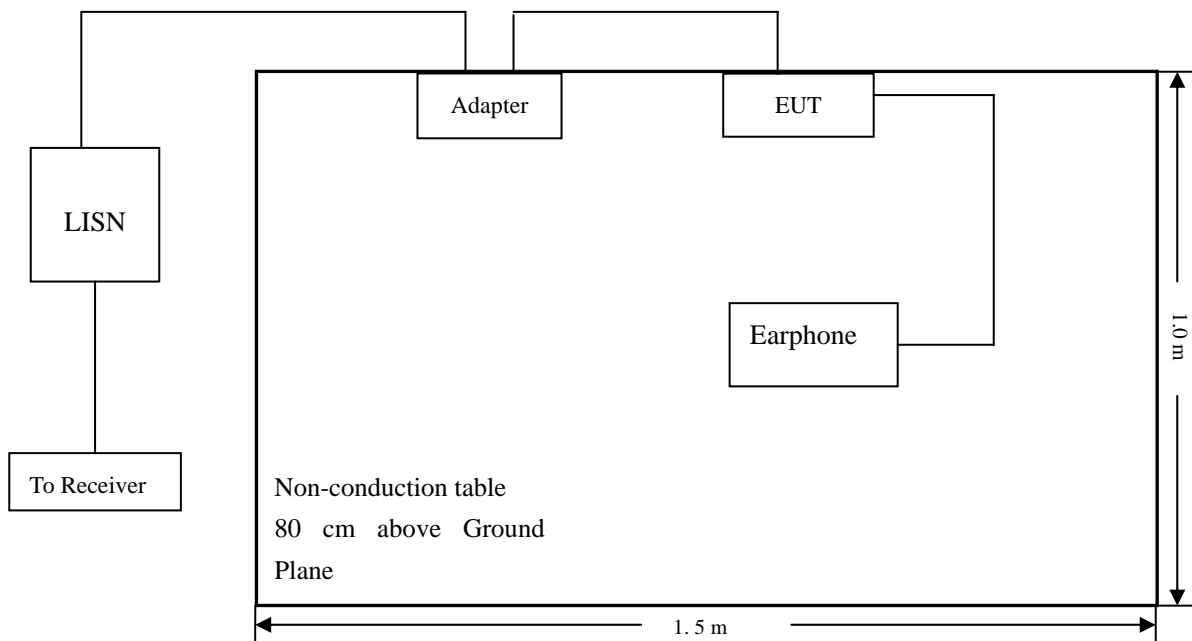 Adapter
EUT
LISN
Earphone
1.0 m
To Receiver
Non-conduction table
80 cm above Ground
Plane
1. 5 m